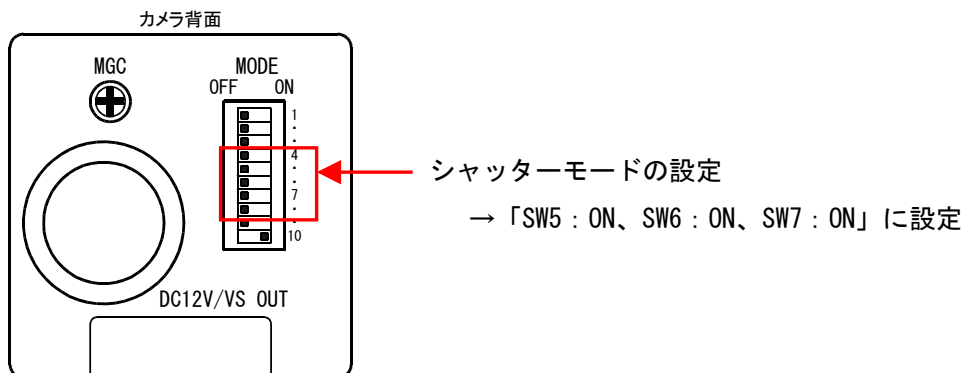 カメラ背面
MGC
MODE
OFF ON
1
・
・
4
・
・
7
・
・
10
DC12V/VS OUT
シャッターモードの設定
→「SW5：ON、SW6：ON、SW7：ON」に設定